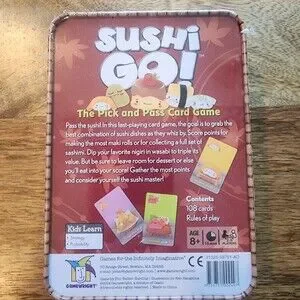 SUSHI
GO!
The Pick and Pass Card Game
Pass the sushi! In this fast-playing card game, the goal is to grab the
best combination of sushi dishes as they whiz by. Score points for
making the most maki rolls or for collecting a full set of
sashimi. Dip your favorite nigiri in wasabi to triple its
value. But be sure to leave room for dessert or else
you'll eat into your score! Gather the most points
and consider yourself the sushi master!
Kids Learn
Probability
Contents
108 cards
Rules of play
Games for the Infinitely Imaginative
AGE
8+
GAMEWRIGHT